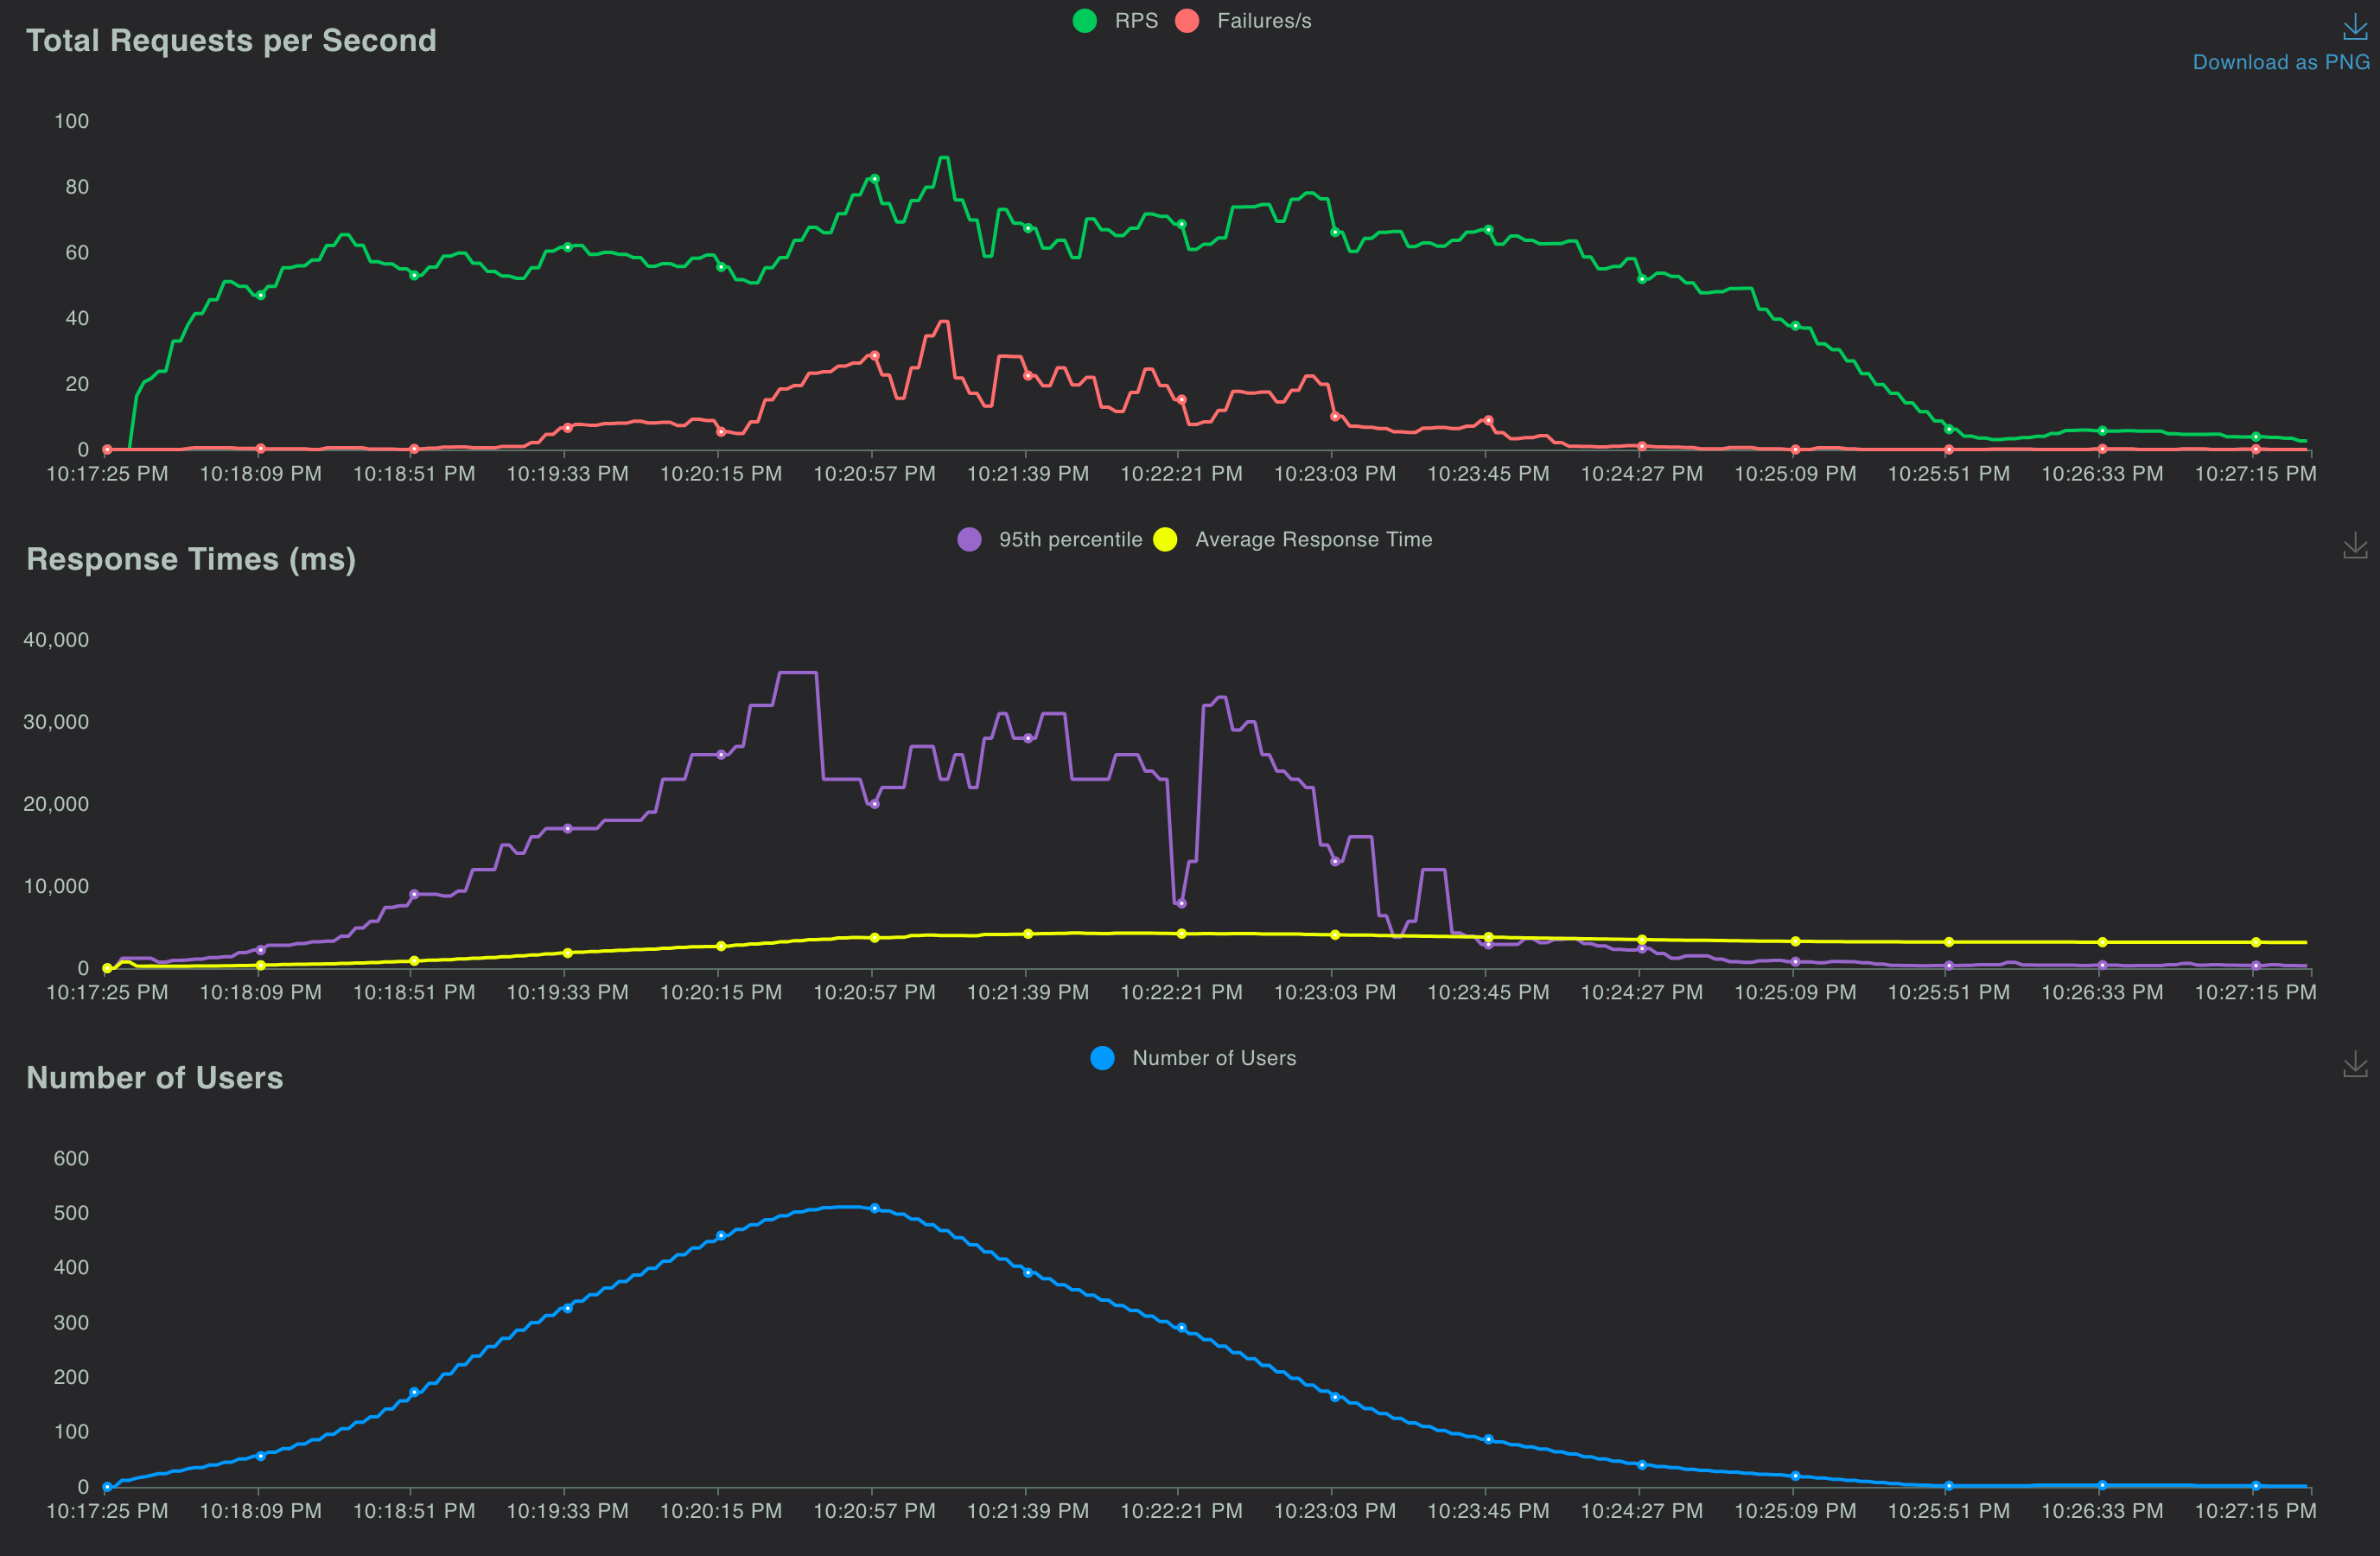 RPS Failures/s
Total Requests per Second
Download as PNG
100
80
60
40
20
0
10:17:25 PM 10:18:09 PM 10:18:51 PM 10:19:33 PM 10:20:15 PM 10:20:57 PM 10:21:39 PM 10:22:21 PM 10:23:03 PM 10:23:45 PM 10:24:27 PM 10:25:09 PM 10:25:51 PM 10:26:33 PM 10:27:15 PM
95th percentile Average Response Time
Response Times (ms)
40,000
30,000
20,000
10,000
0
10:17:25 PM 10:18:09 PM 10:18:51 PM 10:19:33 PM 10:20:15 PM 10:20:57 PM 10:21:39 PM 10:22:21 PM 10:23:03 PM 10:23:45 PM 10:24:27 PM 10:25:09 PM 10:25:51 PM 10:26:33 PM 10:27:15 PM
Number of Users
Number of Users
600
500
400
300
200
100
0
10:17:25 PM 10:18:09 PM 10:18:51 PM 10:19:33 PM 10:20:15 PM 10:20:57 PM 10:21:39 PM 10:22:21 PM 10:23:03 PM 10:23:45 PM 10:24:27 PM 10:25:09 PM 10:25:51 PM 10:26:33 PM 10:27:15 PM